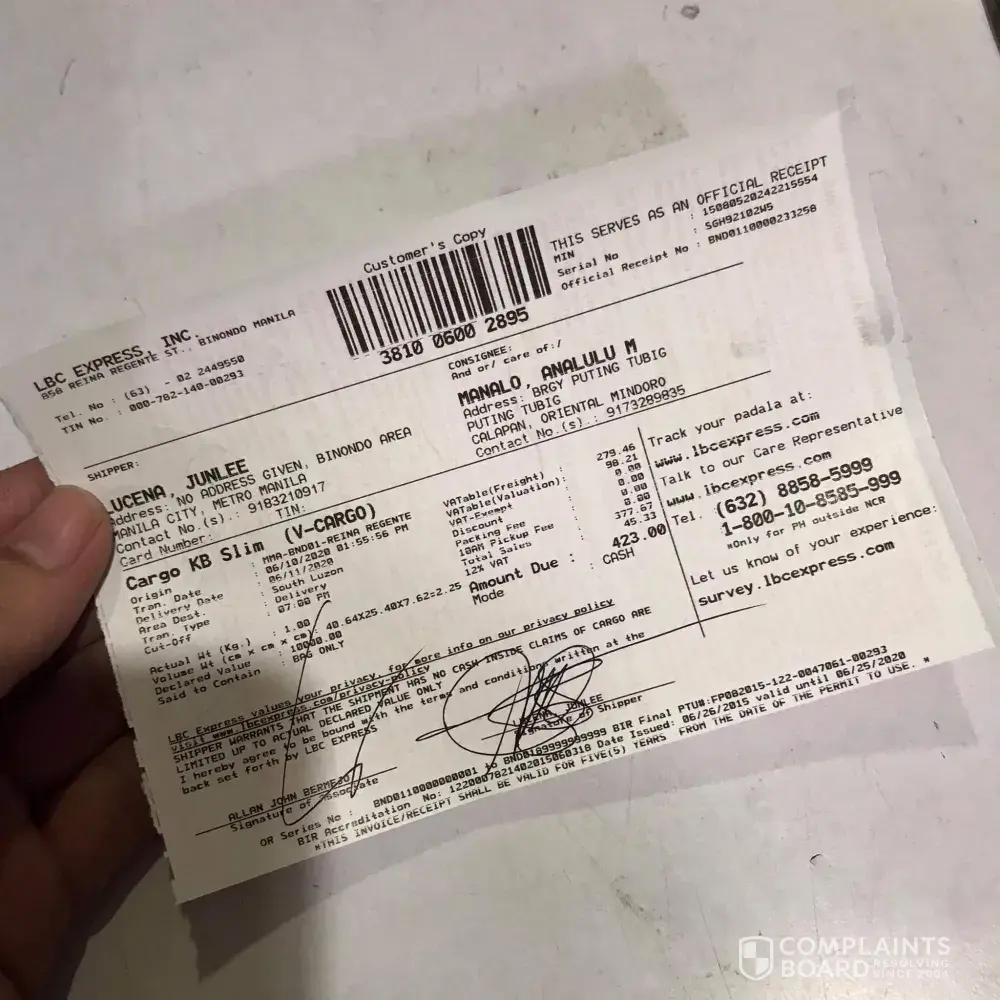 Customer's Copy
3810 0600 2895
THIS SERVES AS AN OFFICIAL RECEIPT
MIN : 15080520242215554
Serial No : SGH92102W5
Official Receipt No : BND0110000233258
LBC EXPRESS, INC.
858 REINA REGENTE ST., BINONDO MANILA
Tel. No : (63) - 02 2449550
TIN No. : 000-782-140-00293
CONSIGNEE:
And or/ care of:/
MANALO, ANALULU M
Address: BRGY PUTING TUBIG
PUTING TUBIG
CALAPAN, ORIENTAL MINDORO
Contact No.(s).: 9173289835
SHIPPER:
LUCENA, JUNLEE
Address: NO ADDRESS GIVEN, BINONDO AREA
MANILA CITY, METRO MANILA
Contact No.(s).: 9183210917
Card Number: TIN:
Cargo KB Slim (V-CARGO)
Origin : MMA-BND01-REINA REGENTE
Tran. Date : 06/10/2020 01:55:56 PM
Delivery Date : 06/11/2020
Area Dest. : South Luzon
Tran. Type : Delivery
Cut-Off : 07:00 PM
Actual Wt (Kg.) : 1.00
Volume Wt (cm x cm x cm): 40.64X25.40X7.62=2.25
Declared Value : 10000.00
Said to Contain : BAG ONLY
VATable(Freight) : 279.46
VATable(Valuation): 98.21
VAT-Exempt : 0.00
Discount : 0.00
Packing Fee : 0.00
10AM Pickup Fee : 0.00
Total Sales : 377.67
12% VAT : 45.33
Amount Due : 423.00
Mode : CASH
Track your padala at:
www.lbcexpress.com
Talk to our Care Representative
www.lbcexpress.com
Tel. (632) 8858-5999
1-800-10-8585-999
*Only for PH outside NCR
Let us know of your experience:
survey.lbcexpress.com
LBC Express values your privacy, for more info on our privacy policy
visit www.lbcexpress.com/privacy-policy
SHIPPER WARRANTS THAT THE SHIPMENT HAS NO CASH INSIDE CLAIMS OF CARGO ARE
LIMITED UP TO ACTUAL DECLARED VALUE ONLY
I hereby agree to be bound with the terms and condition written at the
back set forth by LBC EXPRESS
ALLAN JOHN BERMEJO
Signature of Associate
LUCENA, JUNLEE
Signature of Shipper
OR Series No : BND0110000000001 to BND0189999999999 BIR Final PTU#:FP082015-122-0047061-00293
BIR Accreditation No: Date Issued: 06/26/2015 valid until 06/25/2020
*THIS INVOICE/RECEIPT SHALL BE VALID FOR FIVE(5) YEARS FROM THE DATE OF THE PERMIT TO USE. *
COMPLAINTS
BOARD RESOLVING SINCE 2004